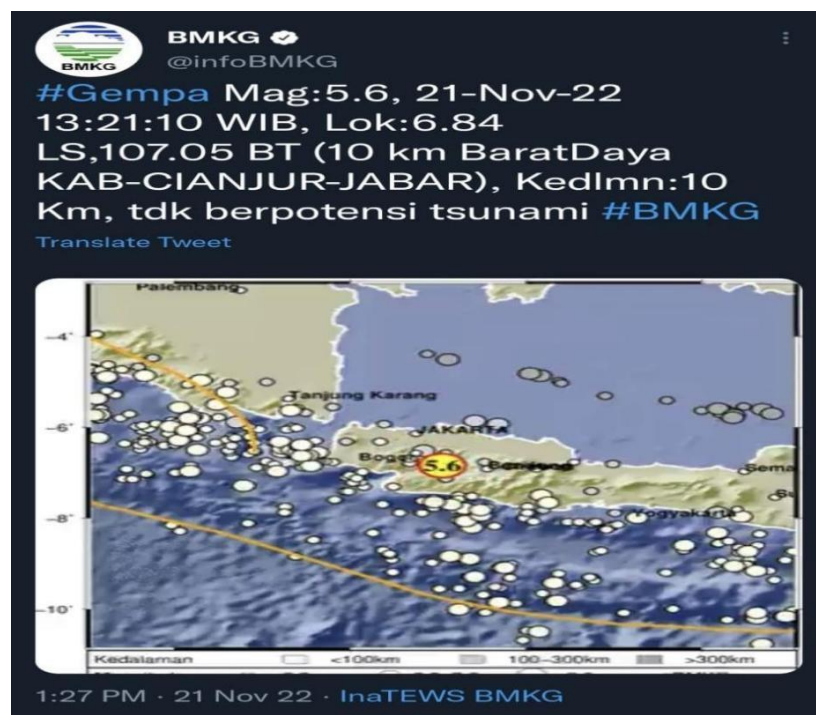 BMKG
BMKG
@infoBMKG
#Gempa Mag:5.6, 21-Nov-22
13:21:10 WIB, Lok:6.84
LS,107.05 BT (10 km BaratDaya
KAB-CIANJUR-JABAR), Kedlmn:10
Km, tdk berpotensi tsunami #BMKG
Translate Tweet
Palembang
-4°
Tanjung Karang
-6°
JAKARTA
Bogor
5.6
Bandung
Sema
-8°
Yogyakarta
-10°
Kedalaman <100km 100-300km >300km
1:27 PM · 21 Nov 22 · InaTEWS BMKG